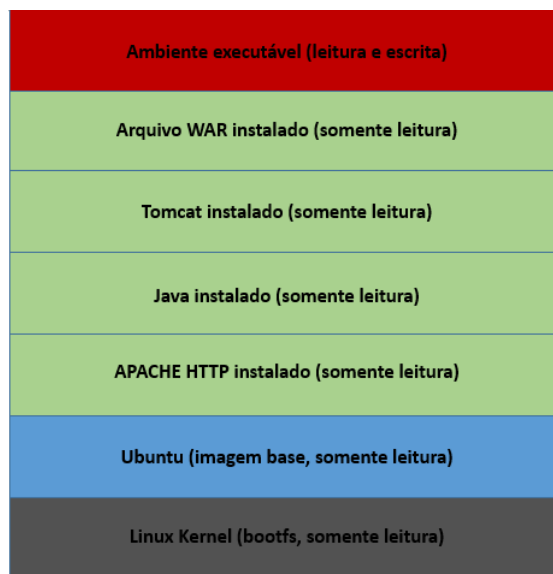 Ambiente executável (leitura e escrita)
Arquivo WAR instalado (somente leitura)
Tomcat instalado (somente leitura)
Java instalado (somente leitura)
APACHE HTTP instalado (somente leitura)
Ubuntu (imagem base, somente leitura)
Linux Kernel (bootfs, somente leitura)